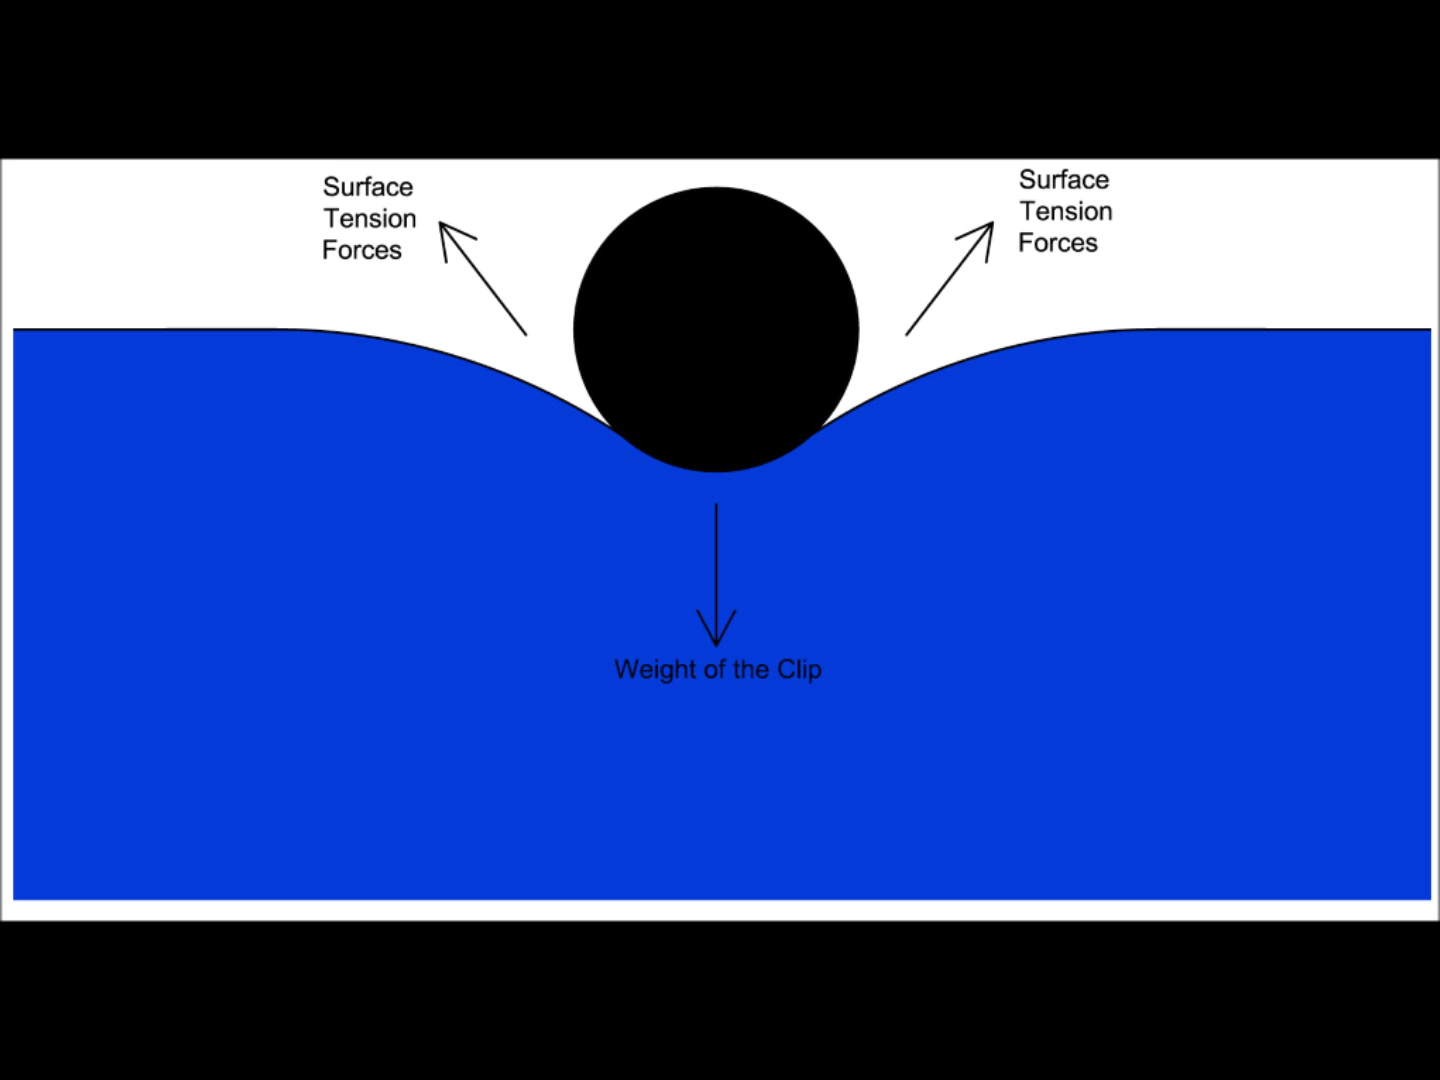 Surface
Tension
Forces
Surface
Tension
Forces
Weight of the Clip